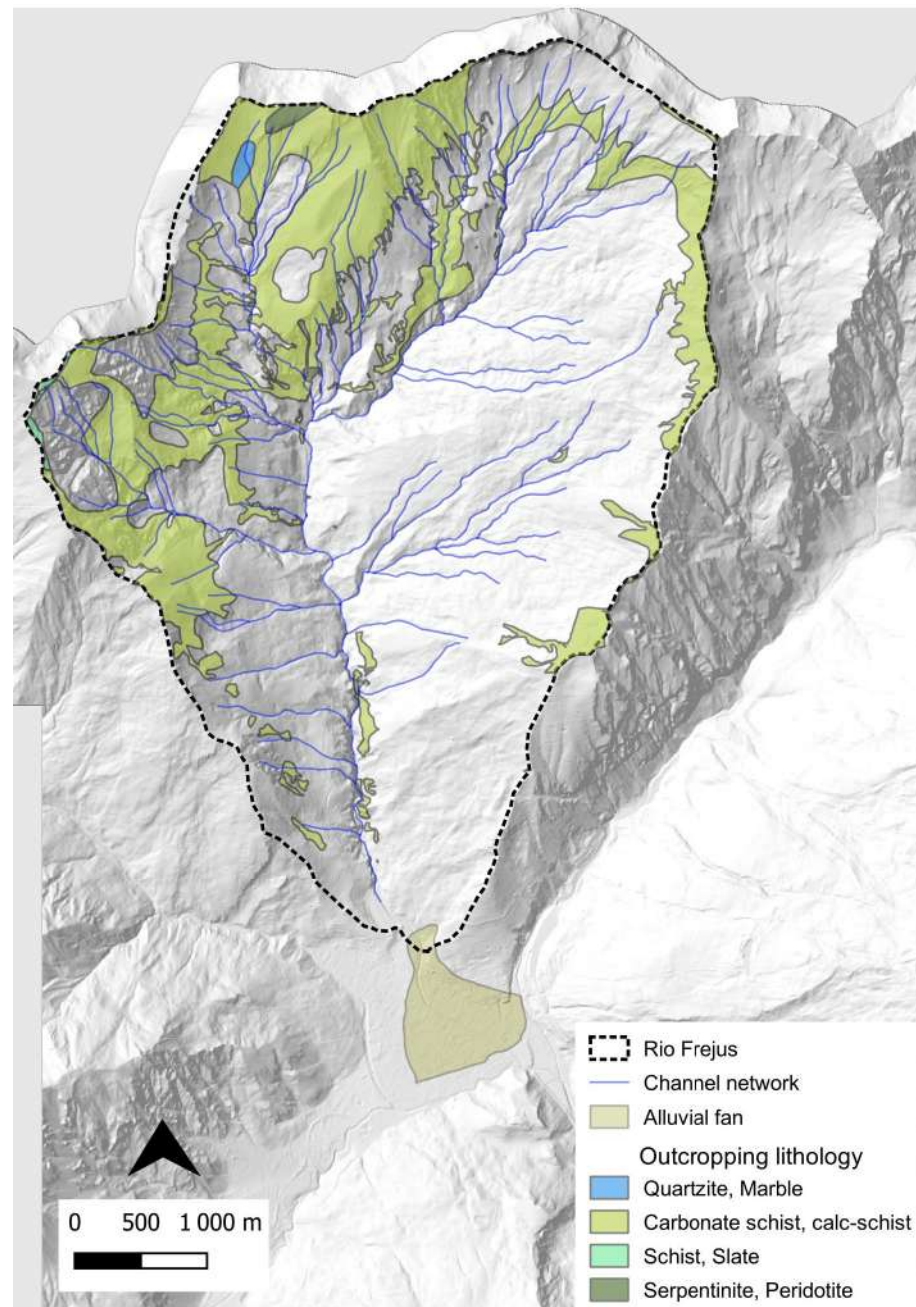 Rio Frejus
Channel network
Alluvial fan
Outcropping lithology
Quartzite, Marble
Carbonate schist, calc-schist
Schist, Slate
Serpentinite, Peridotite
0 500 1 000 m